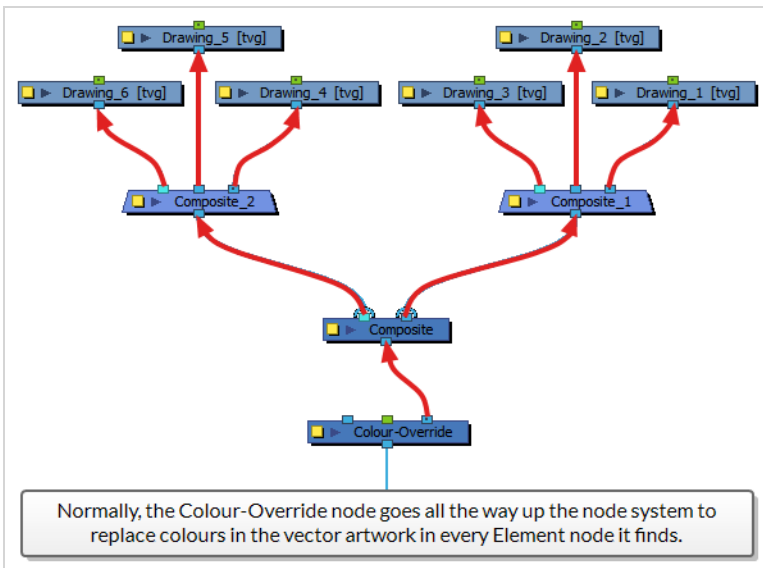 Drawing_5 [tvg]
Drawing_2 [tvg]
Drawing_6 [tvg]
Drawing_4 [tvg]
Drawing_3 [tvg]
Drawing_1 [tvg]
Composite_2
Composite_1
Composite
Colour-Override
Normally, the Colour-Override node goes all the way up the node system to
replace colours in the vector artwork in every Element node it finds.